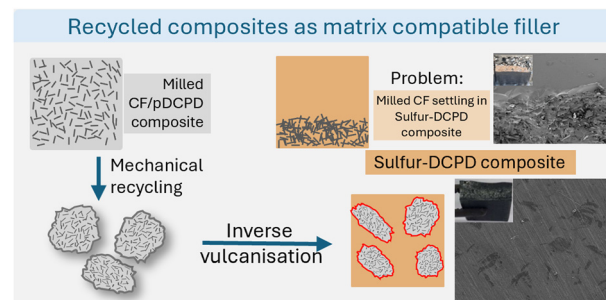 Recycled composites as matrix compatible filler
Milled
CF/pDCPD
composite
Problem:
Milled CF settling in
Sulfur-DCPD
composite
Sulfur-DCPD composite
Mechanical
recycling
Inverse
vulcanisation